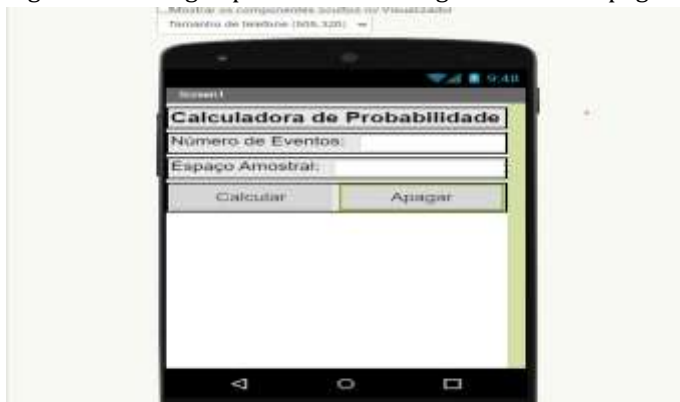 Mostrar os componentes ocultos no Visualizador
Tamanho de telefone (505,320)
9:48
Screen1
Calculadora de Probabilidade
Número de Eventos:
Espaço Amostral:
Calcular Apagar